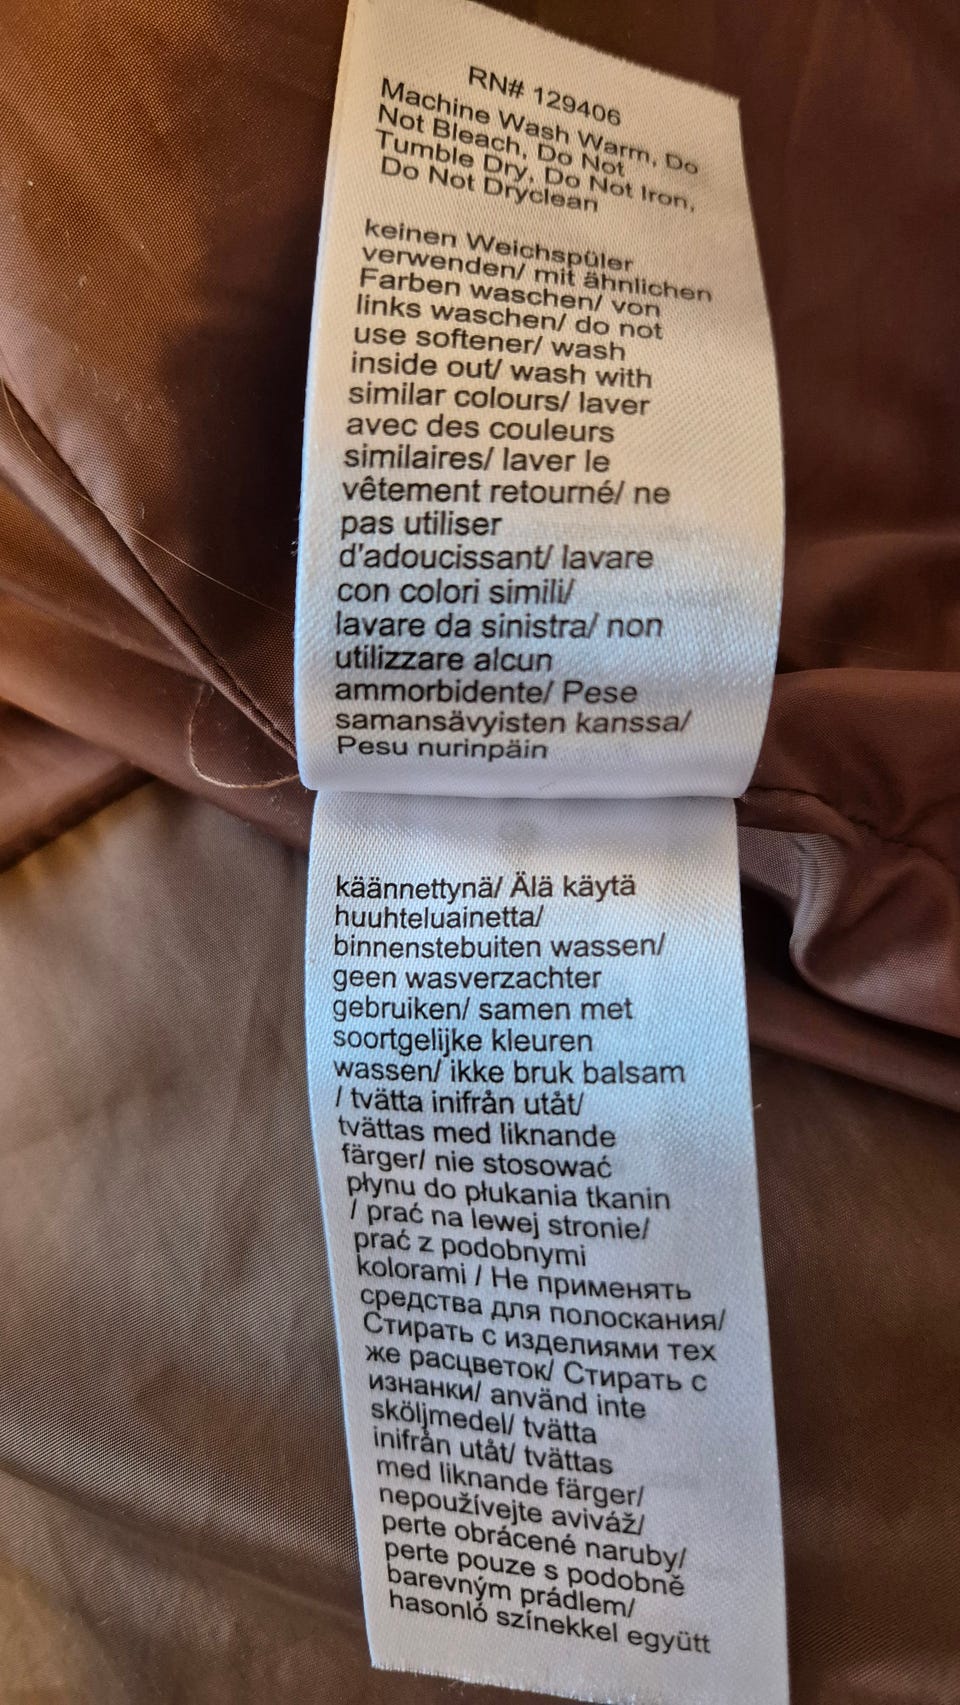 RN# 129406
Machine Wash Warm, Do
Not Bleach, Do Not
Tumble Dry, Do Not Iron,
Do Not Dryclean
keinen Weichspüler
verwenden/ mit ähnlichen
Farben waschen/ von
links waschen/ do not
use softener/ wash
inside out/ wash with
similar colours/ laver
avec des couleurs
similaires/ laver le
vêtement retourné/ ne
pas utiliser
d'adoucissant/ lavare
con colori simili/
lavare da sinistra/ non
utilizzare alcun
ammorbidente/ Pese
samansävyisten kanssa/
Pesu nurinpäin
käännettynä/ Älä käytä
huuhteluainetta/
binnenstebuiten wassen/
geen wasverzachter
gebruiken/ samen met
soortgelijke kleuren
wassen/ ikke bruk balsam
/ tvätta inifrån utåt/
tvättas med liknande
färger/ nie stosować
płynu do płukania tkanin
/ prać na lewej stronie/
prać z podobnymi
kolorami / Не применять
средства для полоскания/
Стирать с изделиями тех
же расцветок/ Стирать с
изнанки/ använd inte
sköljmedel/ tvätta
inifrån utåt/ tvättas
med liknande färger/
nepoužívejte aviváž/
perte obrácené naruby/
perte pouze s podobně
barevným prádlem/
hasonló színekkel együtt